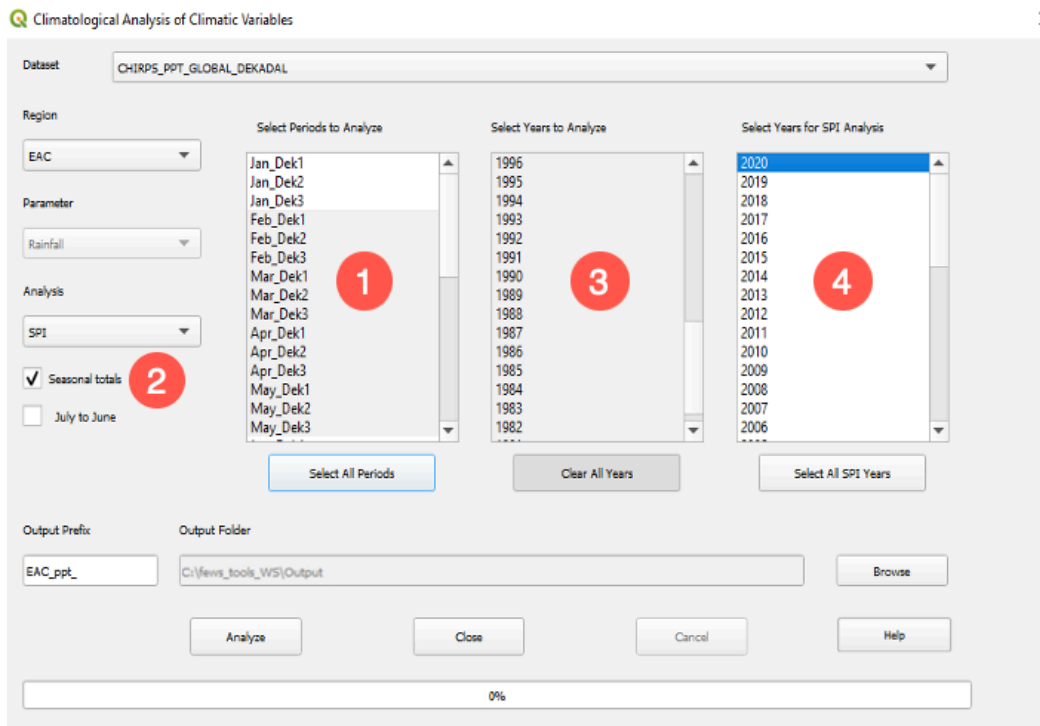 Climatological Analysis of Climatic Variables
Dataset
CHIRPS_PPT_GLOBAL_DEKADAL
Region
EAC
Parameter
Rainfall
Analysis
SPI
Seasonal totals
2
July to June
Select Periods to Analyze
Jan_Dek1
Jan_Dek2
Jan_Dek3
Feb_Dek1
Feb_Dek2
Feb_Dek3
Mar_Dek1
Mar_Dek2
Mar_Dek3
Apr_Dek1
Apr_Dek2
Apr_Dek3
May_Dek1
May_Dek2
May_Dek3
1
Select All Periods
Select Years to Analyze
1996
1995
1994
1993
1992
1991
1990
1989
1988
1987
1986
1985
1984
1983
1982
3
Clear All Years
Select Years for SPI Analysis
2020
2019
2018
2017
2016
2015
2014
2013
2012
2011
2010
2009
2008
2007
2006
4
Select All SPI Years
Output Prefix
EAC_ppt_
Output Folder
C:\fews_tools_WS\Output
Browse
Analyze
Close
Cancel
Help
0%